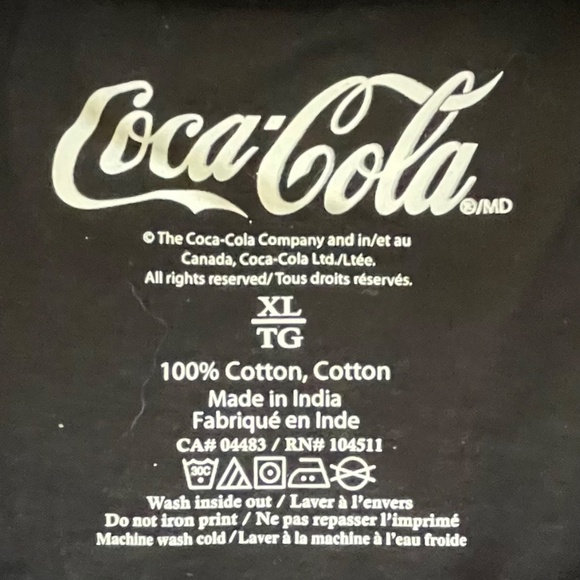 Coca-Cola
®/MD
© The Coca-Cola Company and in/et au
Canada, Coca-Cola Ltd./Ltée.
All rights reserved/Tous droits réservés.
XL
TG
100% Cotton, Cotton
Made in India
Fabriqué en Inde
CA# 04483 / RN# 104511
30C
Wash inside out / Laver à l'envers
Do not iron print / Ne pas repasser l'imprimé
Machine wash cold/Laver à la machine à l'eau froide